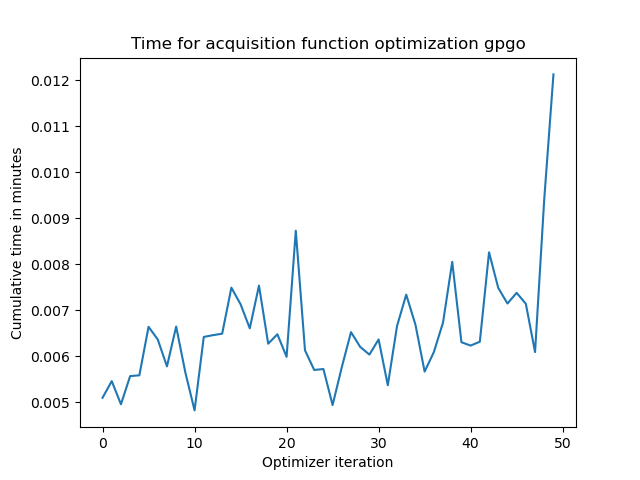 Time for acquisition function optimization gpgo
Cumulative time in minutes
0.012
0.011
0.010
0.009
0.008
0.007
0.006
0.005
0 10 20 30 40 50
Optimizer iteration